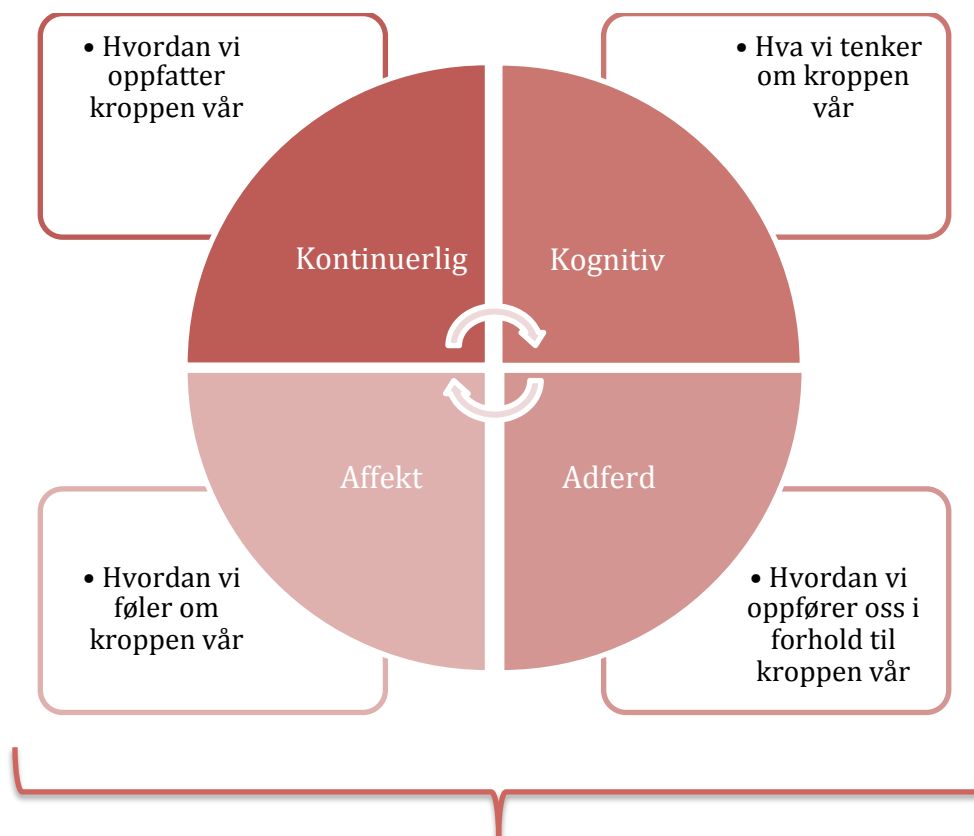 • Hvordan vi
oppfatter
kroppen vår
• Hva vi tenker
om kroppen
vår
Kontinuerlig
Kognitiv
Affekt
Adferd
• Hvordan vi
føler om
kroppen vår
• Hvordan vi
oppfører oss i
forhold til
kroppen vår